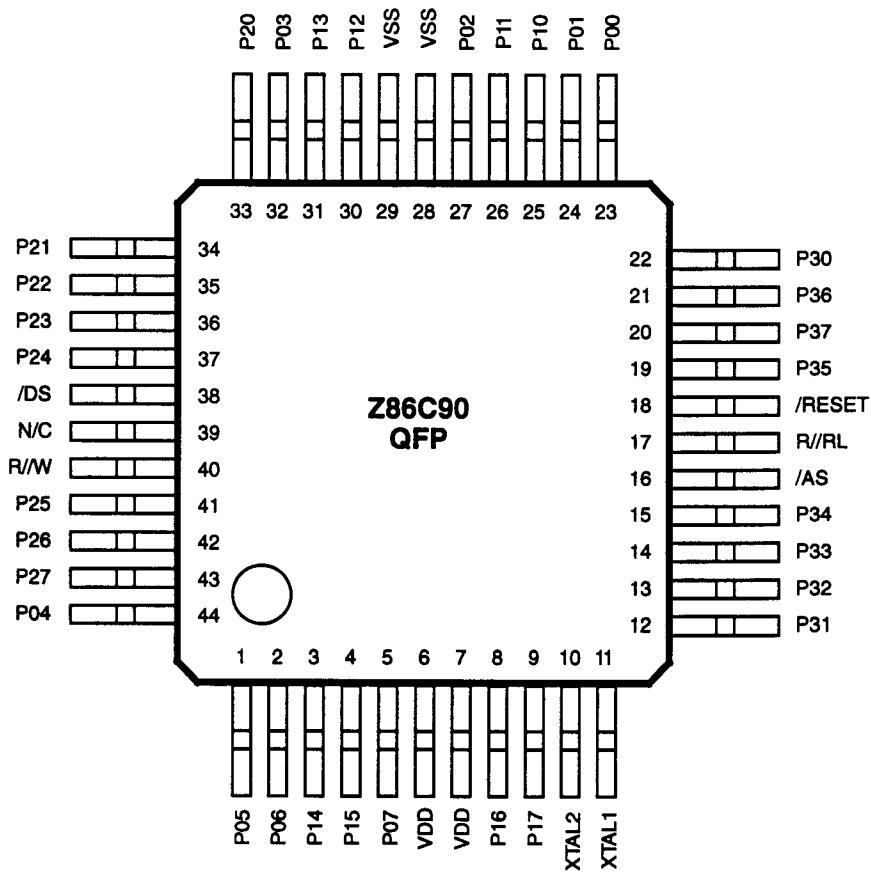 P20 P03 P13 P12 VSS VSS P02 P11 P10 P01 P00
33 32 31 30 29 28 27 26 25 24 23
P21 34
P22 35
P23 36
P24 37
/DS 38
N/C 39
R//W 40
P25 41
P26 42
P27 43
P04 44
Z86C90
QFP
22 P30
21 P36
20 P37
19 P35
18 /RESET
17 R//RL
16 /AS
15 P34
14 P33
13 P32
12 P31
1 2 3 4 5 6 7 8 9 10 11
P05 P06 P14 P15 P07 VDD VDD P16 P17 XTAL2 XTAL1